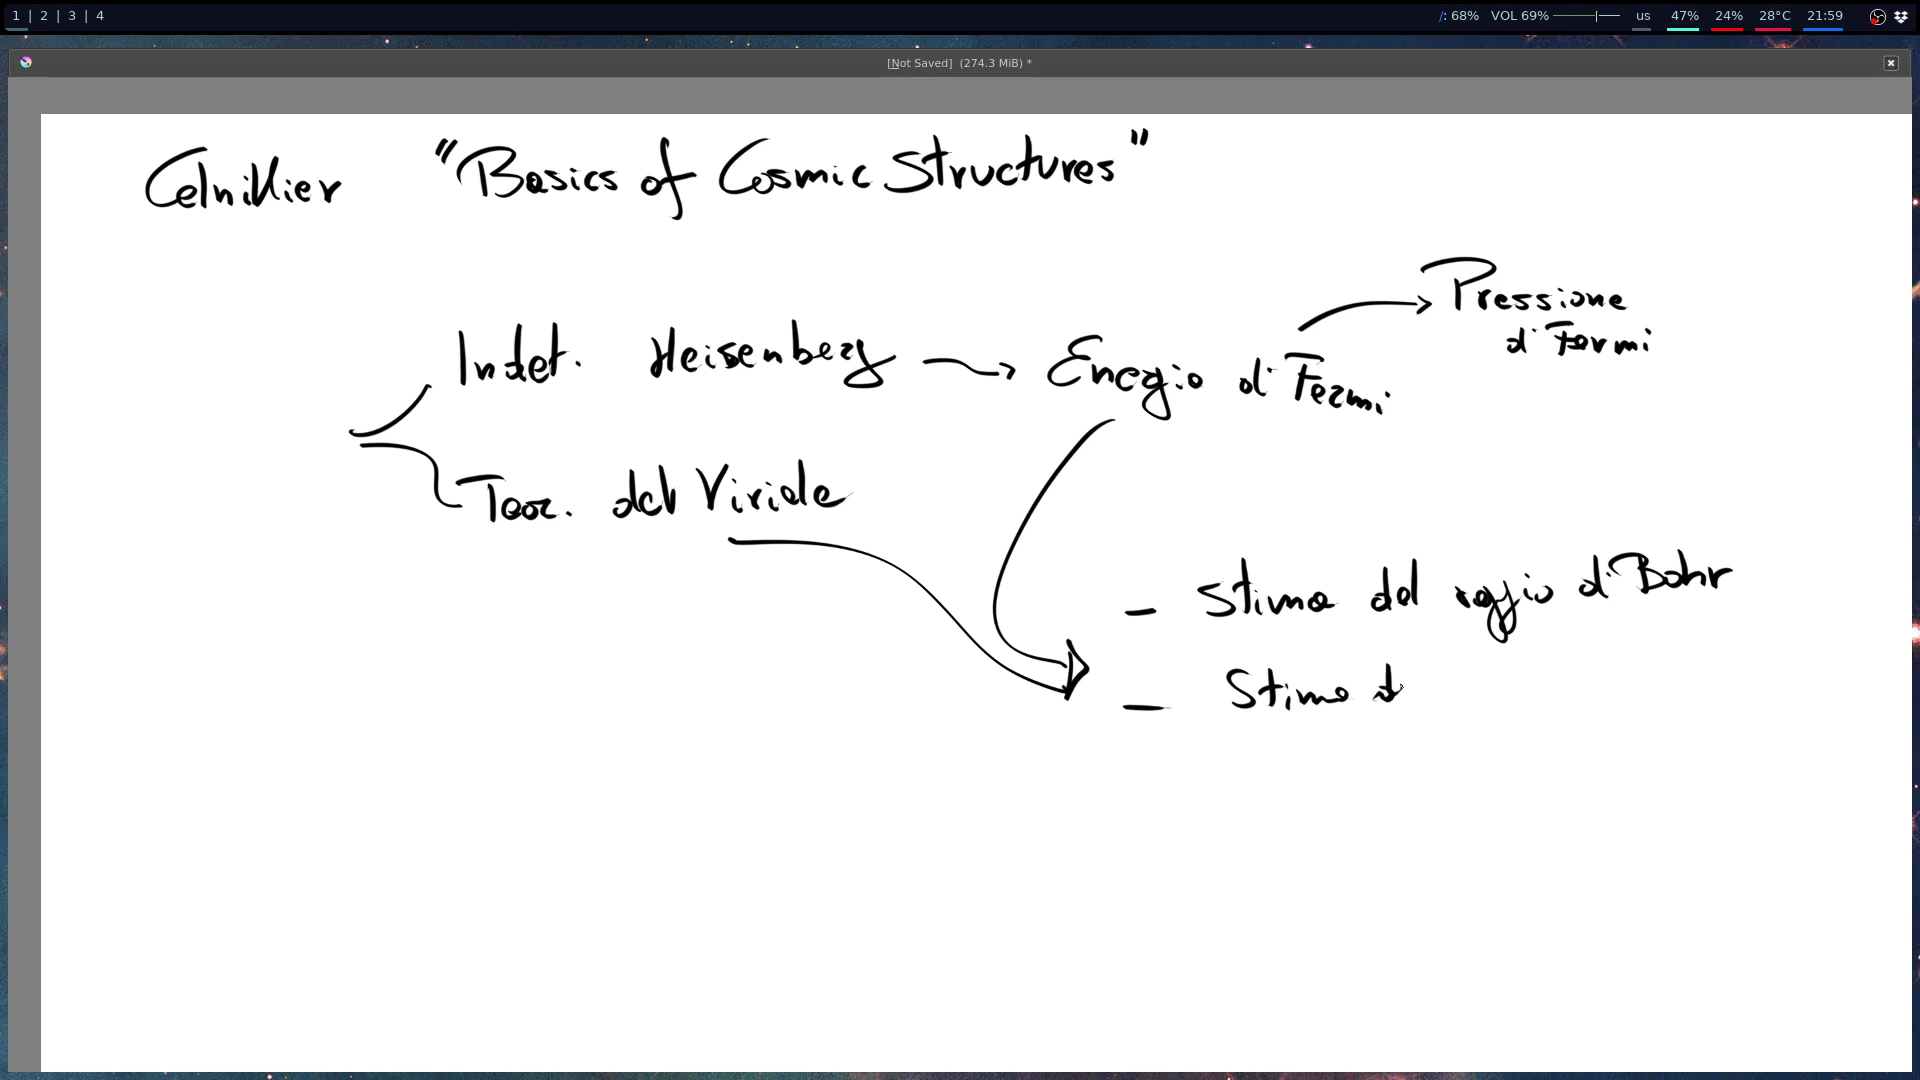 1 | 2 | 3 | 4 /: 68% VOL 69% us 47% 24% 28°C 21:59
[Not Saved] (274.3 MiB) *
Celnikier "Basics of Cosmic Structures"
Pressione
di Fermi
Indet. Heisenberg → Energia di Fermi
Teor. del Viriale
– Stima del raggio di Bohr
– Stima d